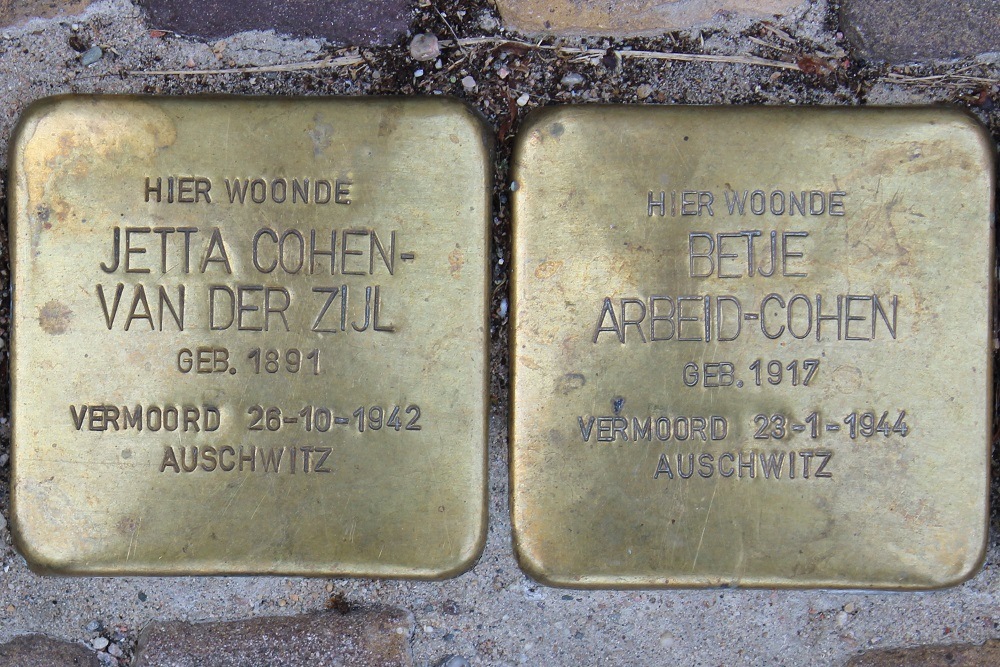 HIER WOONDE
JETTA COHEN-
VAN DER ZIJL
GEB. 1891
VERMOORD 26-10-1942
AUSCHWITZ
HIER WOONDE
BETJE
ARBEID-COHEN
GEB. 1917
VERMOORD 23-1-1944
AUSCHWITZ